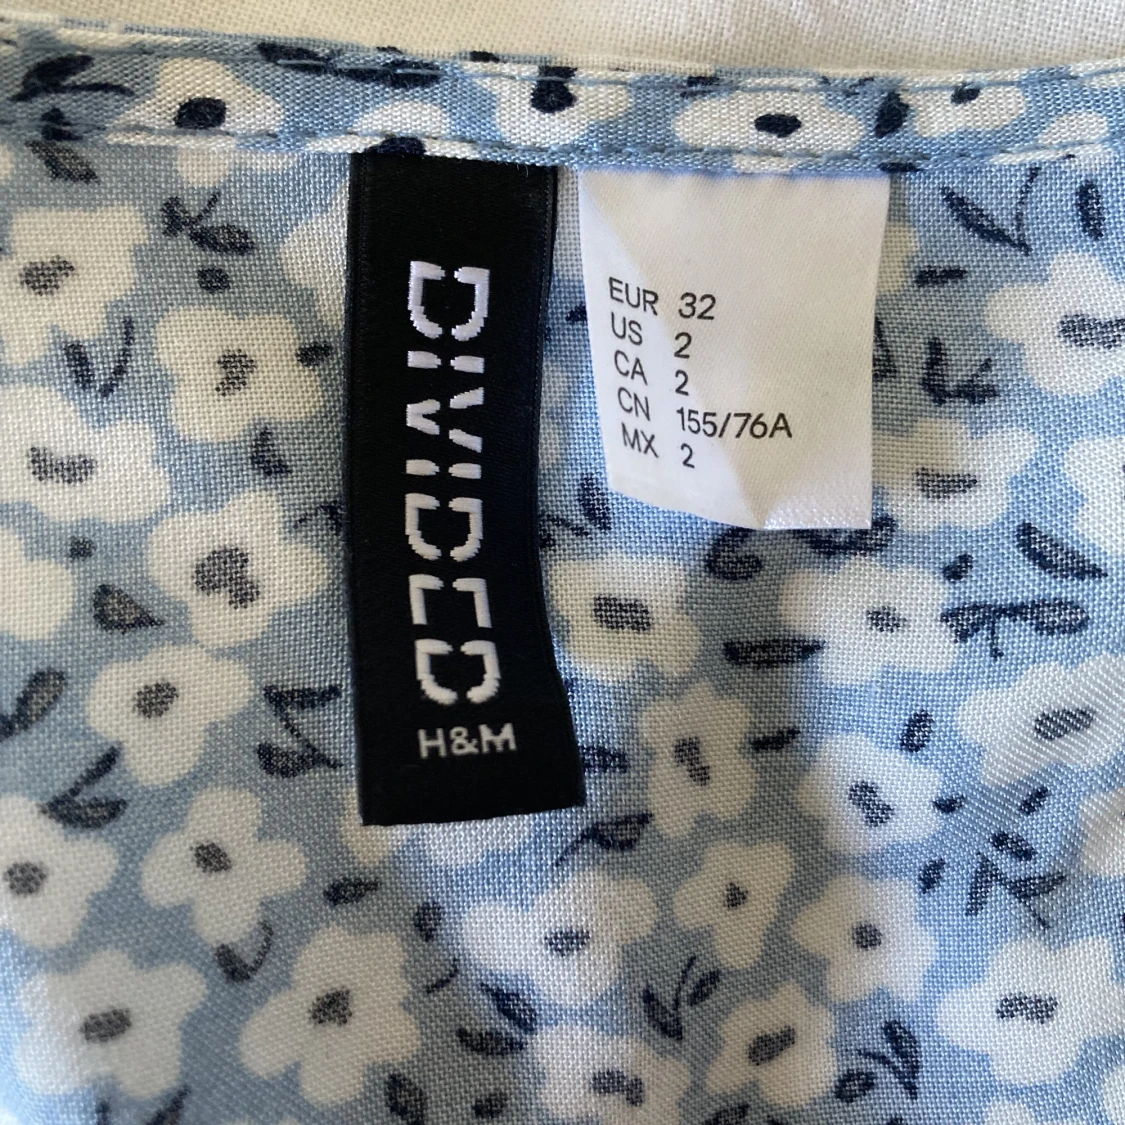 DIVIDED
H&M
EUR 32
US 2
CA 2
CN 155/76A
MX 2